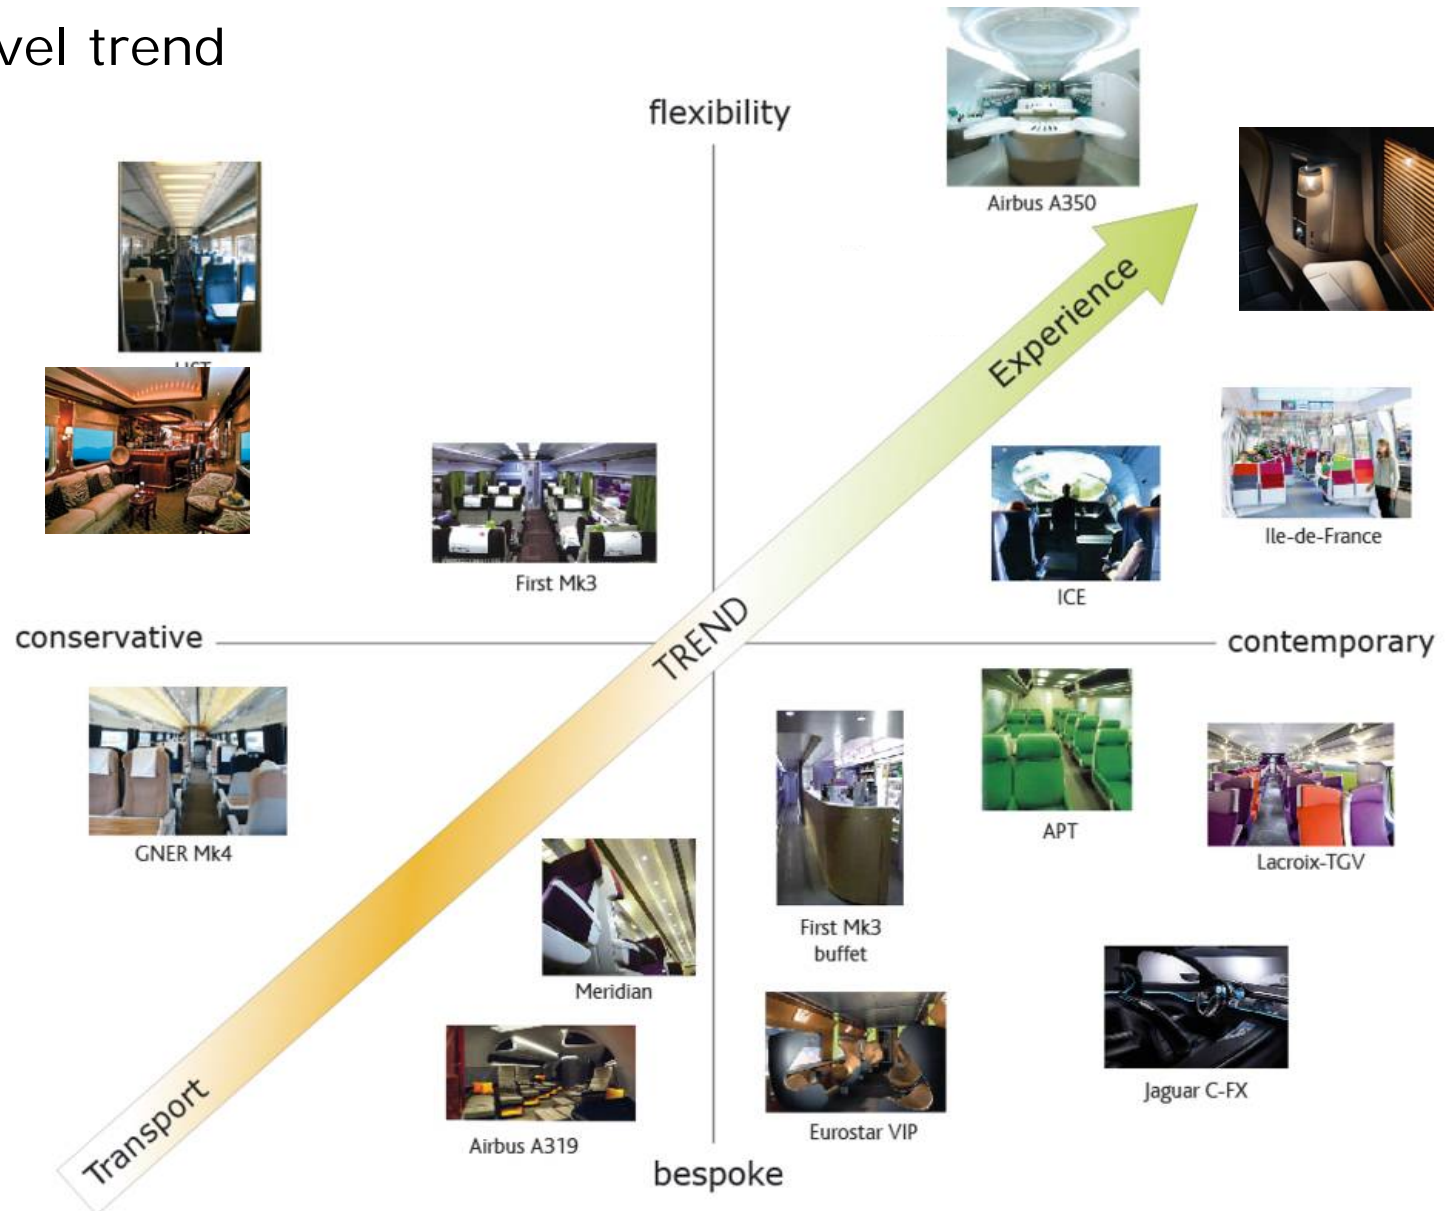 vel trend
flexibility
Airbus A350
Experience
HST
First Mk3
Ile-de-France
ICE
TREND
conservative
contemporary
GNER Mk4
APT
Lacroix-TGV
First Mk3
buffet
Meridian
Jaguar C-FX
Transport
Airbus A319
Eurostar VIP
bespoke